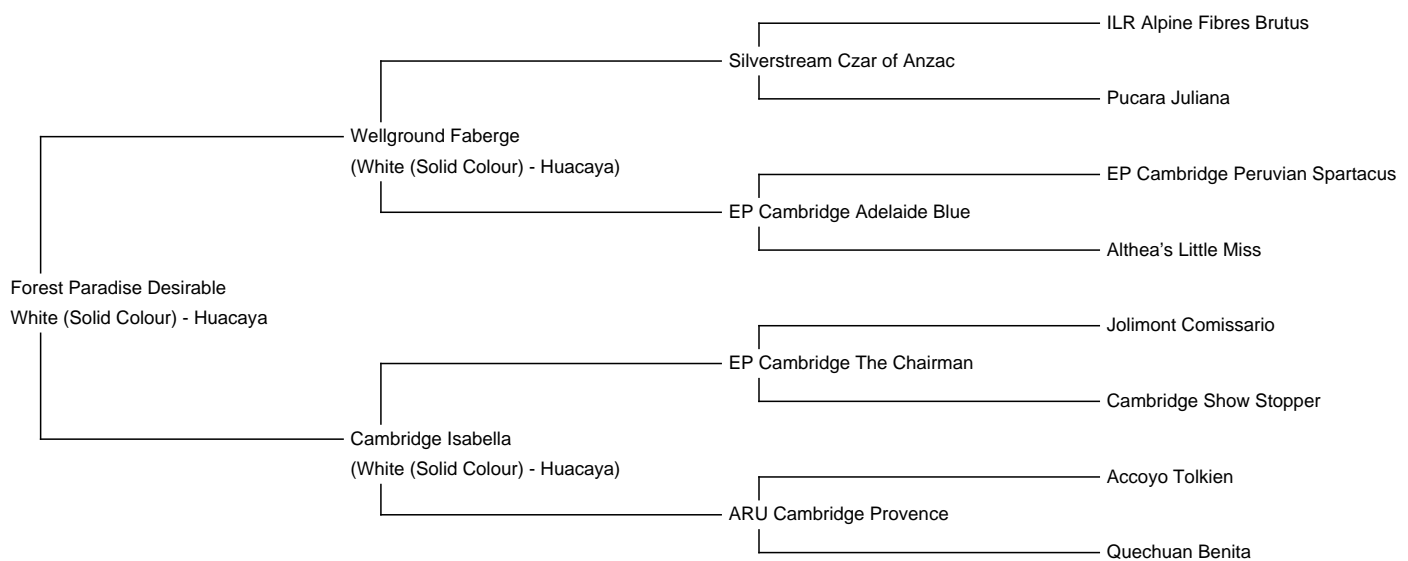 ILR Alpine Fibres Brutus
Silverstream Czar of Anzac
Pucara Juliana
Wellground Faberge
(White (Solid Colour) - Huacaya)
EP Cambridge Peruvian Spartacus
EP Cambridge Adelaide Blue
Althea's Little Miss
Forest Paradise Desirable
White (Solid Colour) - Huacaya
Jolimont Comissario
EP Cambridge The Chairman
Cambridge Show Stopper
Cambridge Isabella
(White (Solid Colour) - Huacaya)
Accoyo Tolkien
ARU Cambridge Provence
Quechuan Benita